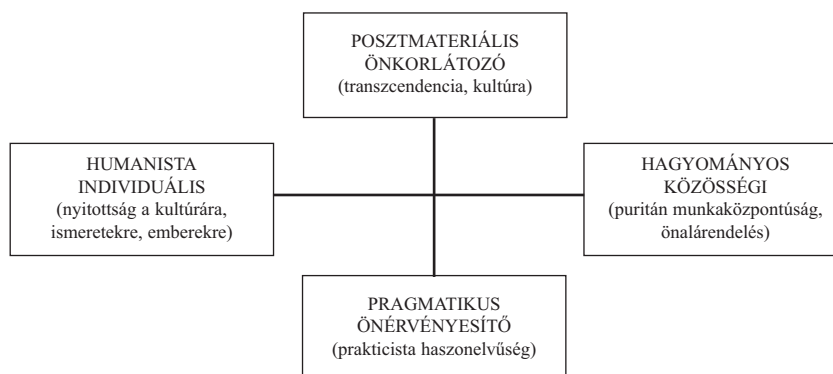 POSZTMATERIÁLIS
ÖNKORLÁTOZÓ
(transzcendencia, kultúra)
HUMANISTA
INDIVIDUÁLIS
(nyitottság a kultúrára,
ismeretekre, emberekre)
HAGYOMÁNYOS
KÖZÖSSÉGI
(puritán munkaközpontúság,
önalárendelés)
PRAGMATIKUS
ÖNÉRVÉNYESÍTŐ
(prakticista haszonelvűség)